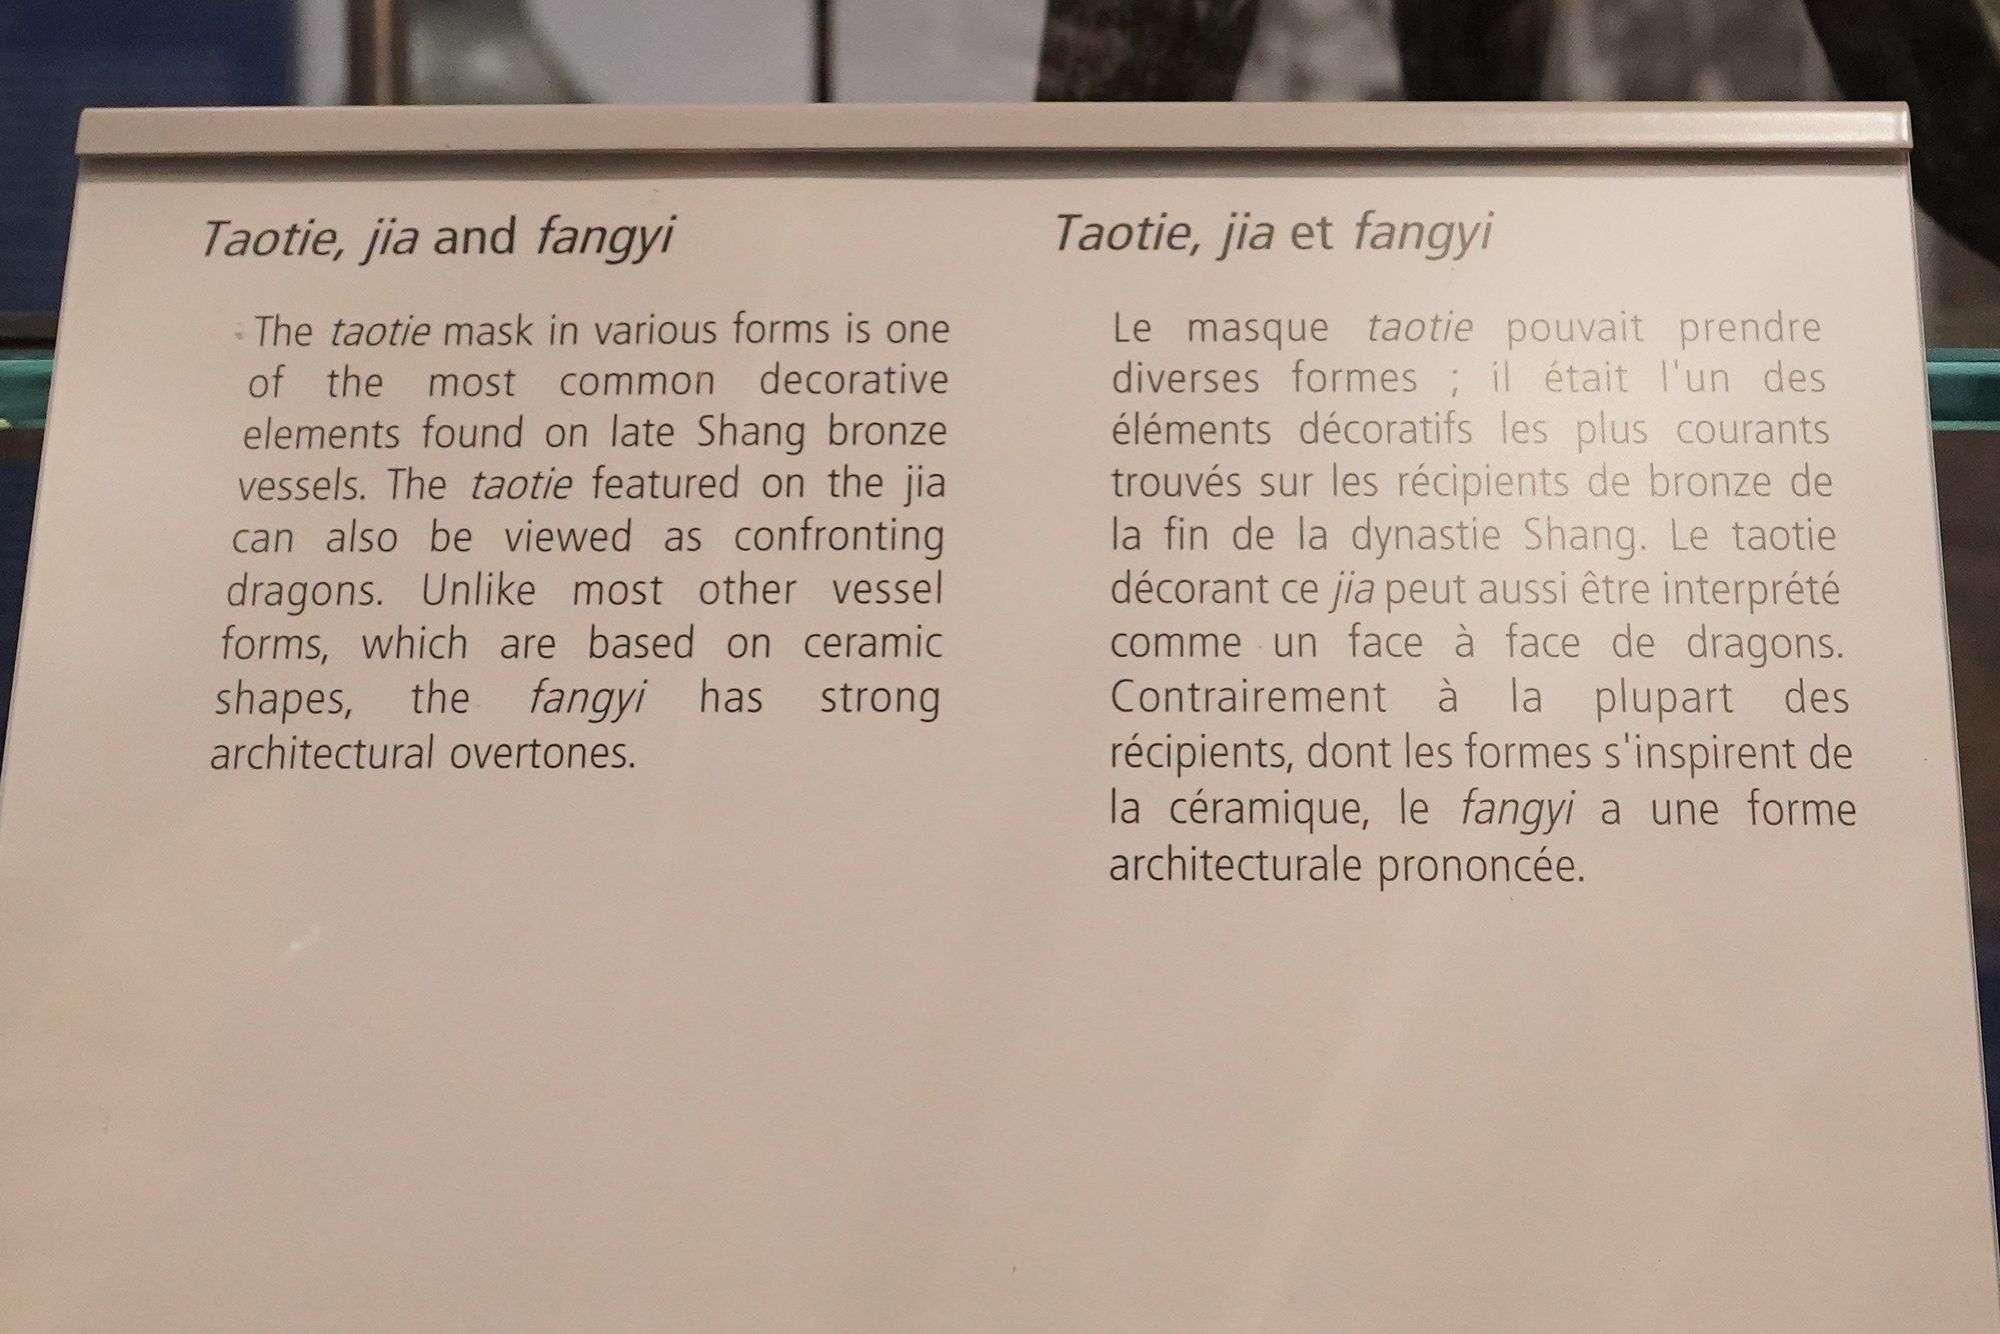 Taotie, jia and fangyi
The taotie mask in various forms is one
of the most common decorative
elements found on late Shang bronze
vessels. The taotie featured on the jia
can also be viewed as confronting
dragons. Unlike most other vessel
forms, which are based on ceramic
shapes, the fangyi has strong
architectural overtones.
Taotie, jia et fangyi
Le masque taotie pouvait prendre
diverses formes ; il était l'un des
éléments décoratifs les plus courants
trouvés sur les récipients de bronze de
la fin de la dynastie Shang. Le taotie
décorant ce jia peut aussi être interprété
comme un face à face de dragons.
Contrairement à la plupart des
récipients, dont les formes s'inspirent de
la céramique, le fangyi a une forme
architecturale prononcée.